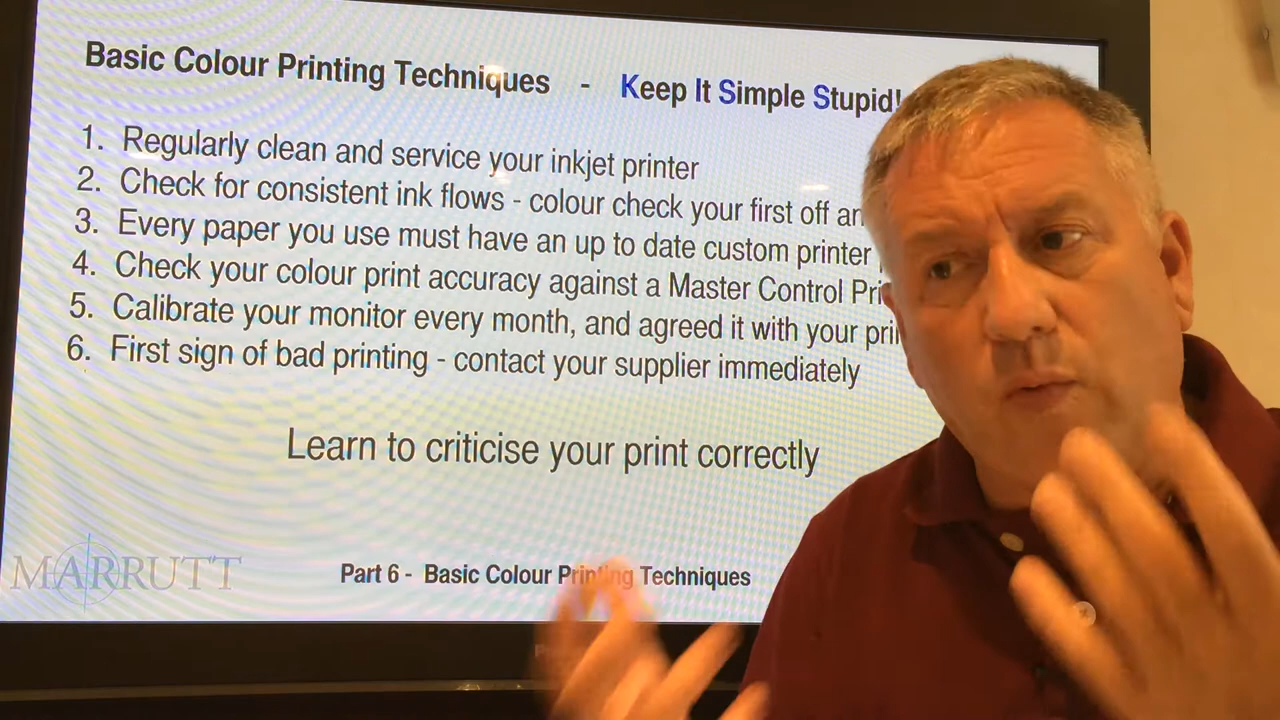 Basic Colour Printing Techniques - Keep It Simple Stupid!
1. Regularly clean and service your inkjet printer
2. Check for consistent ink flows - colour check your first off
3. Every paper you use must have an up to date custom printer
4. Check your colour print accuracy against a Master Control
5. Calibrate your monitor every month, and agreed it with your
6. First sign of bad printing - contact your supplier immediately
Learn to criticise your print correctly
MARRUTT
Part 6 - Basic Colour Printing Techniques